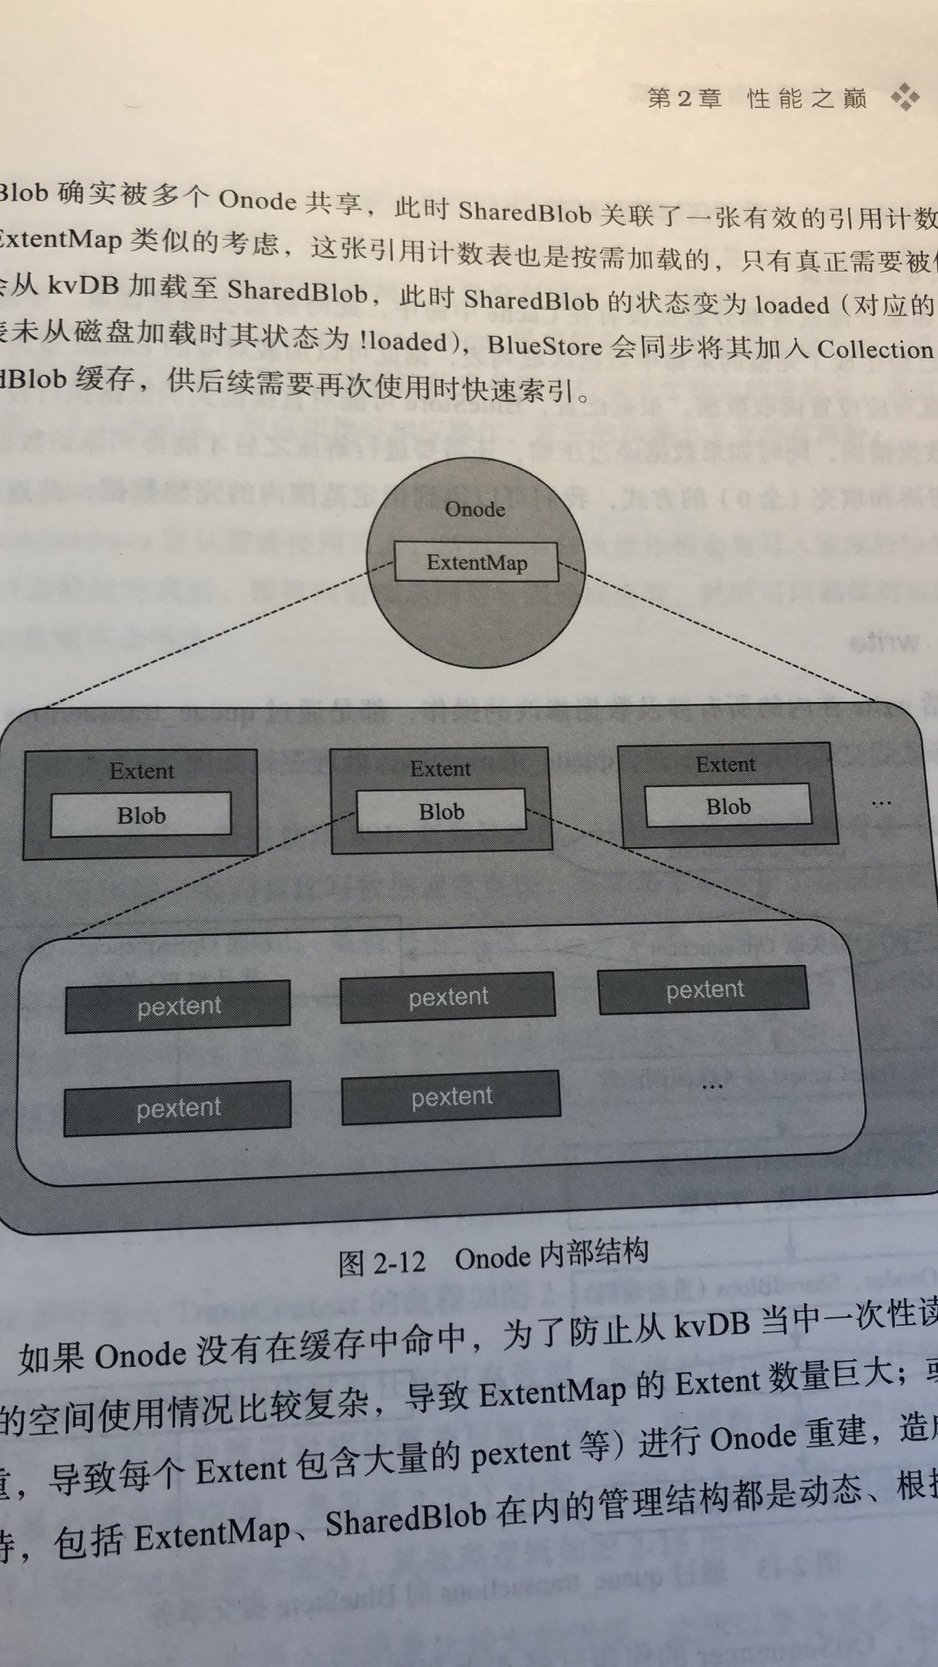 第2章 性能之巅
Blob 确实被多个 Onode 共享，此时 SharedBlob 关联了一张有效的引用计数
ExtentMap 类似的考虑，这张引用计数表也是按需加载的，只有真正需要被
会从 kvDB 加载至 SharedBlob，此时 SharedBlob 的状态变为 loaded（对应的
表未从磁盘加载时其状态为 !loaded），BlueStore 会同步将其加入 Collection
dBlob 缓存，供后续需要再次使用时快速索引。
Onode
ExtentMap
Extent Extent Extent
Blob Blob Blob ...
pextent pextent pextent
pextent pextent ...
图 2-12 Onode 内部结构
如果 Onode 没有在缓存中命中，为了防止从 kvDB 当中一次性读
的空间使用情况比较复杂，导致 ExtentMap 的 Extent 数量巨大；或
重，导致每个 Extent 包含大量的 pextent 等）进行 Onode 重建，造成
，包括 ExtentMap、SharedBlob 在内的管理结构都是动态、根据